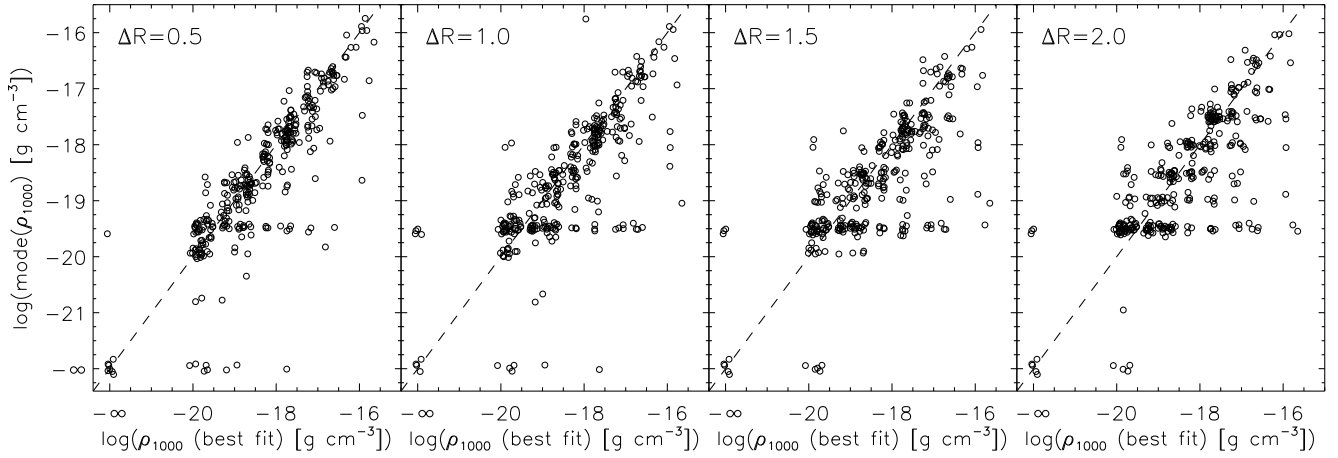 ΔR=0.5 ΔR=1.0 ΔR=1.5 ΔR=2.0
log(mode(ρ₁₀₀₀) [g cm⁻³])
−16
−17
−18
−19
−20
−21
−∞
−∞ −20 −18 −16 −∞ −20 −18 −16 −∞ −20 −18 −16 −∞ −20 −18 −16
log(ρ₁₀₀₀ (best fit) [g cm⁻³]) log(ρ₁₀₀₀ (best fit) [g cm⁻³]) log(ρ₁₀₀₀ (best fit) [g cm⁻³]) log(ρ₁₀₀₀ (best fit) [g cm⁻³])